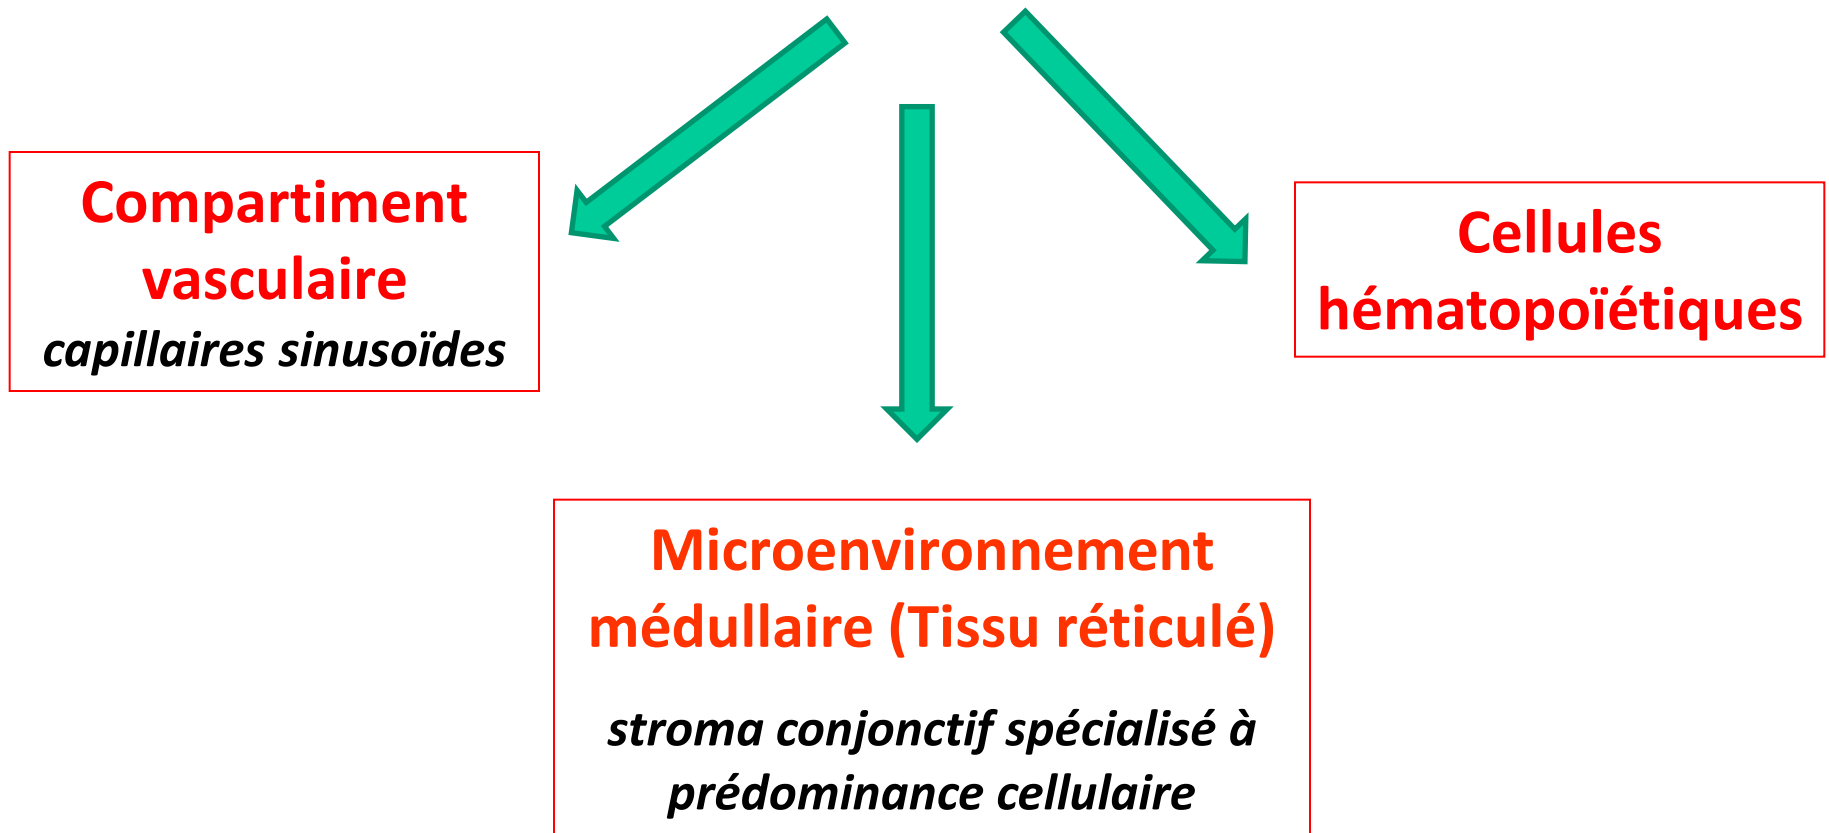 Compartiment
vasculaire
capillaires sinusoïdes
Cellules
hématopoïétiques
Microenvironnement
médullaire (Tissu réticulé)
stroma conjonctif spécialisé à
prédominance cellulaire